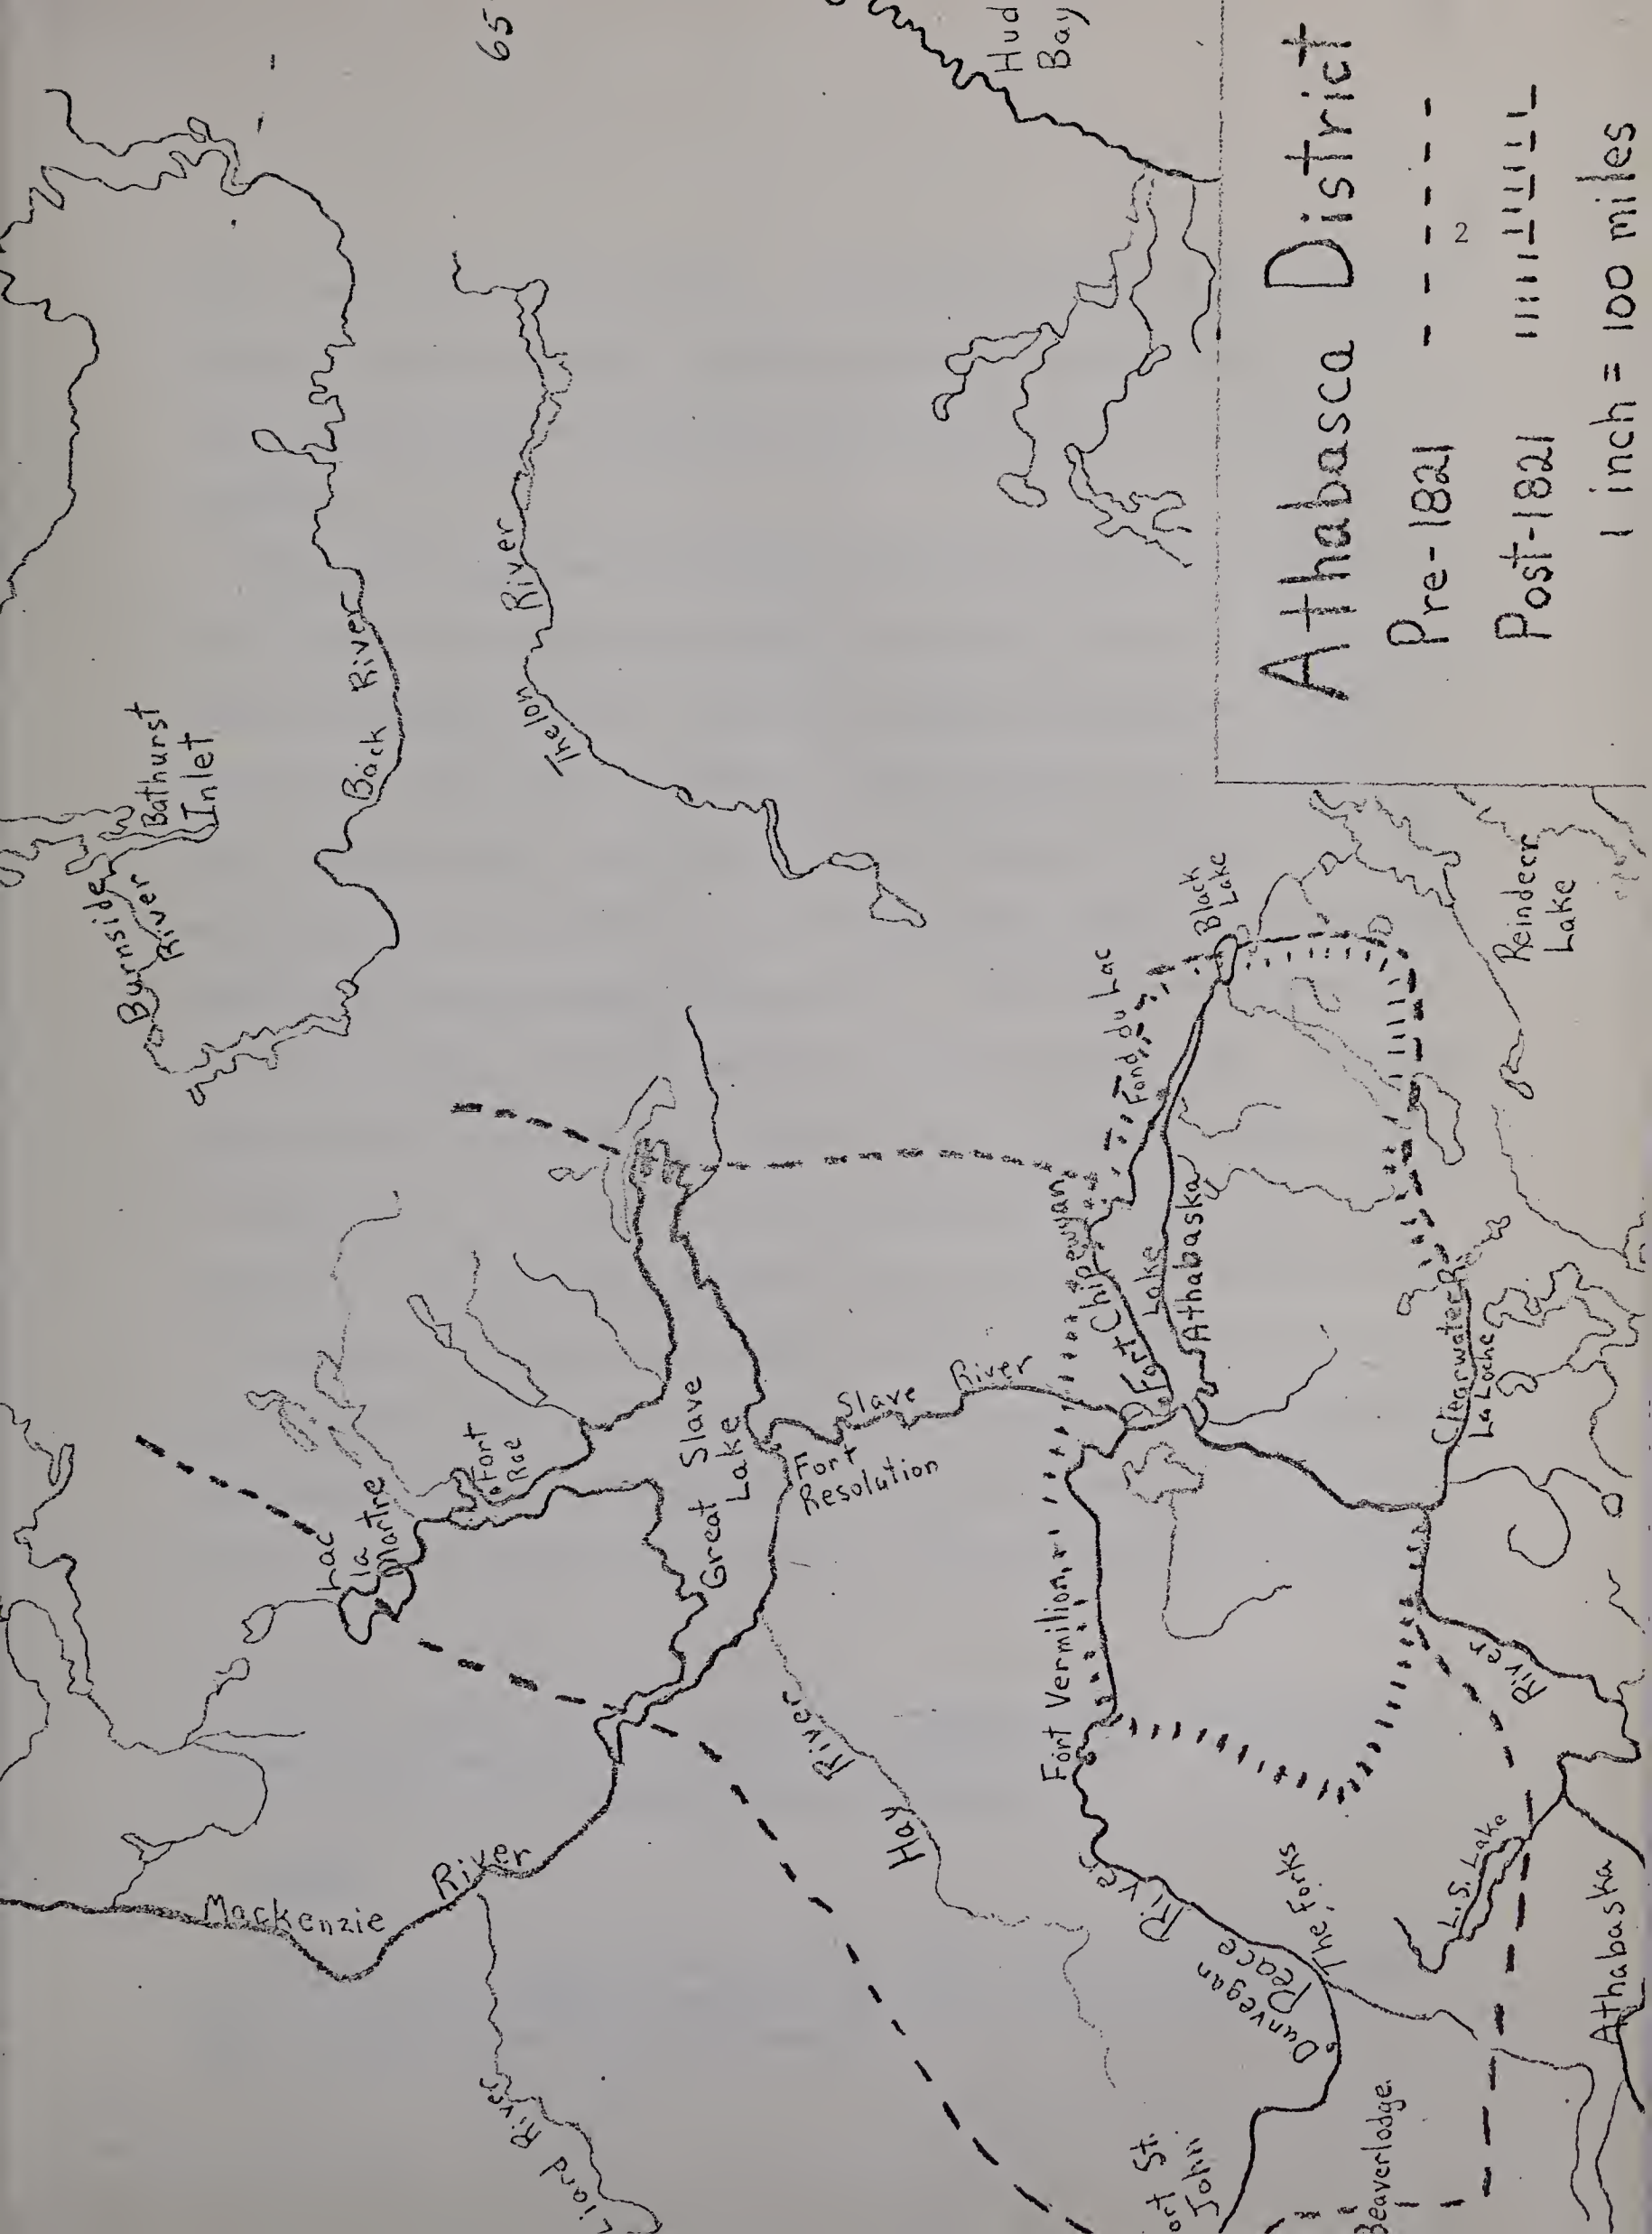 65
Hud
Bay
Bathurst
Inlet
Burnside
River
Back River
Thelon River
Lac
la
Martre
Fort
Rae
Mackenzie
River
Great Slave
Lake
Fort
Resolution
Slave River
Hay River
Liard River
Fort Chipewyan
Lake
Athabaska
Fond du Lac
Black
Lake
Reindeer
Lake
Clearwater R.
La Loche
Fort Vermilion
Peace River
Dunvegan
The Forks
L.S. Lake
ort St.
John
Beaverlodge
Athabaska
River
Athabasca District
Pre-1821
2
Post-1821
1 inch = 100 miles